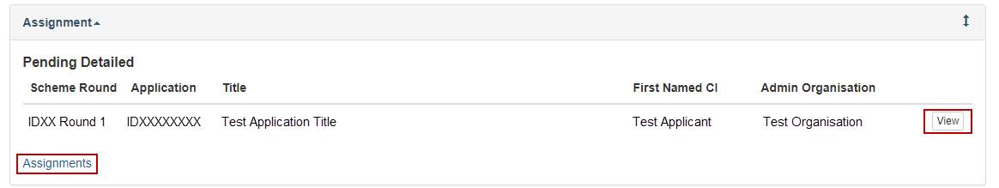 Assignment
Pending Detailed
Scheme Round Application Title First Named CI Admin Organisation
IDXX Round 1 IDXXXXXXXX Test Application Title Test Applicant Test Organisation View
Assignments